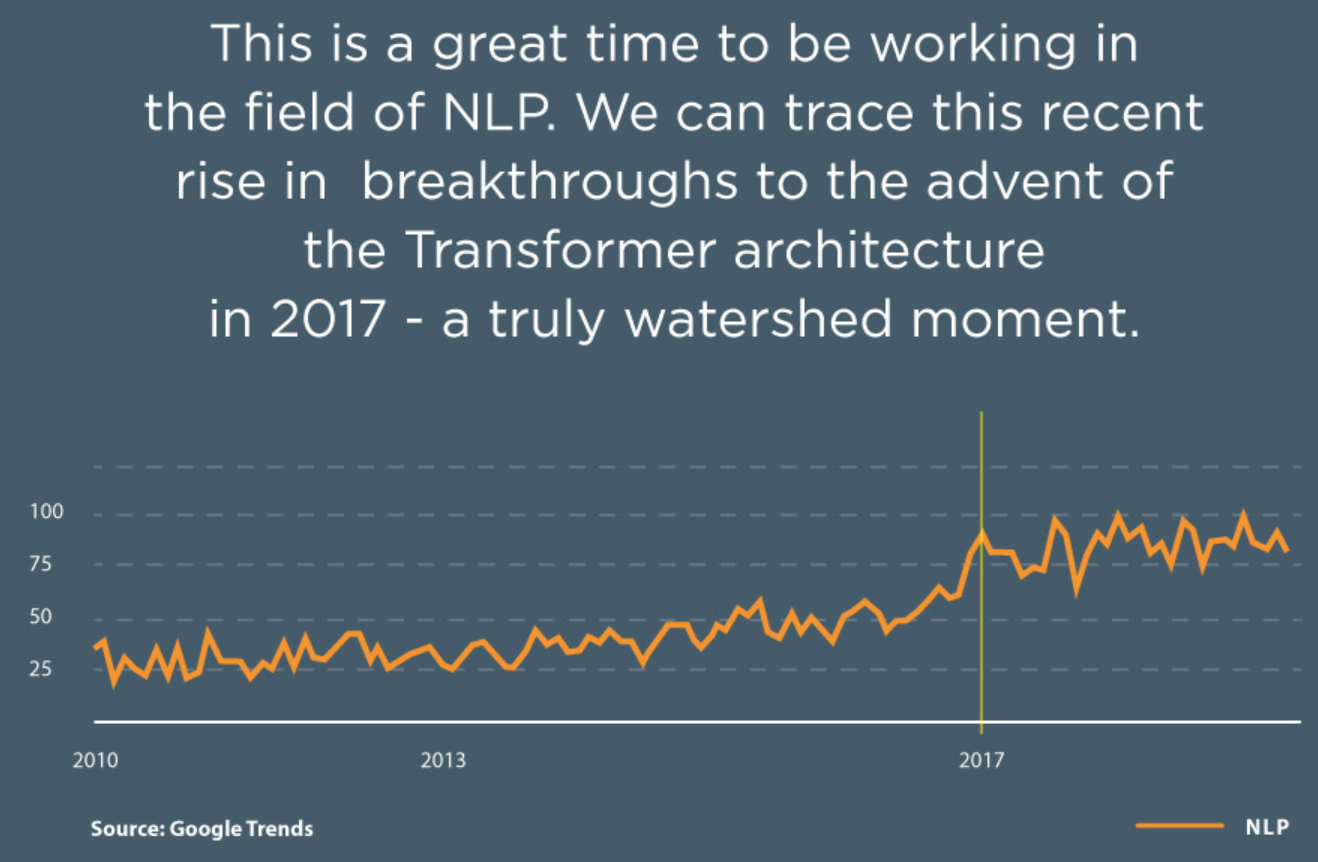 This is a great time to be working in
the field of NLP. We can trace this recent
rise in  breakthroughs to the advent of
the Transformer architecture
in 2017 - a truly watershed moment.
100
75
50
25
2010 2013 2017
Source: Google Trends NLP